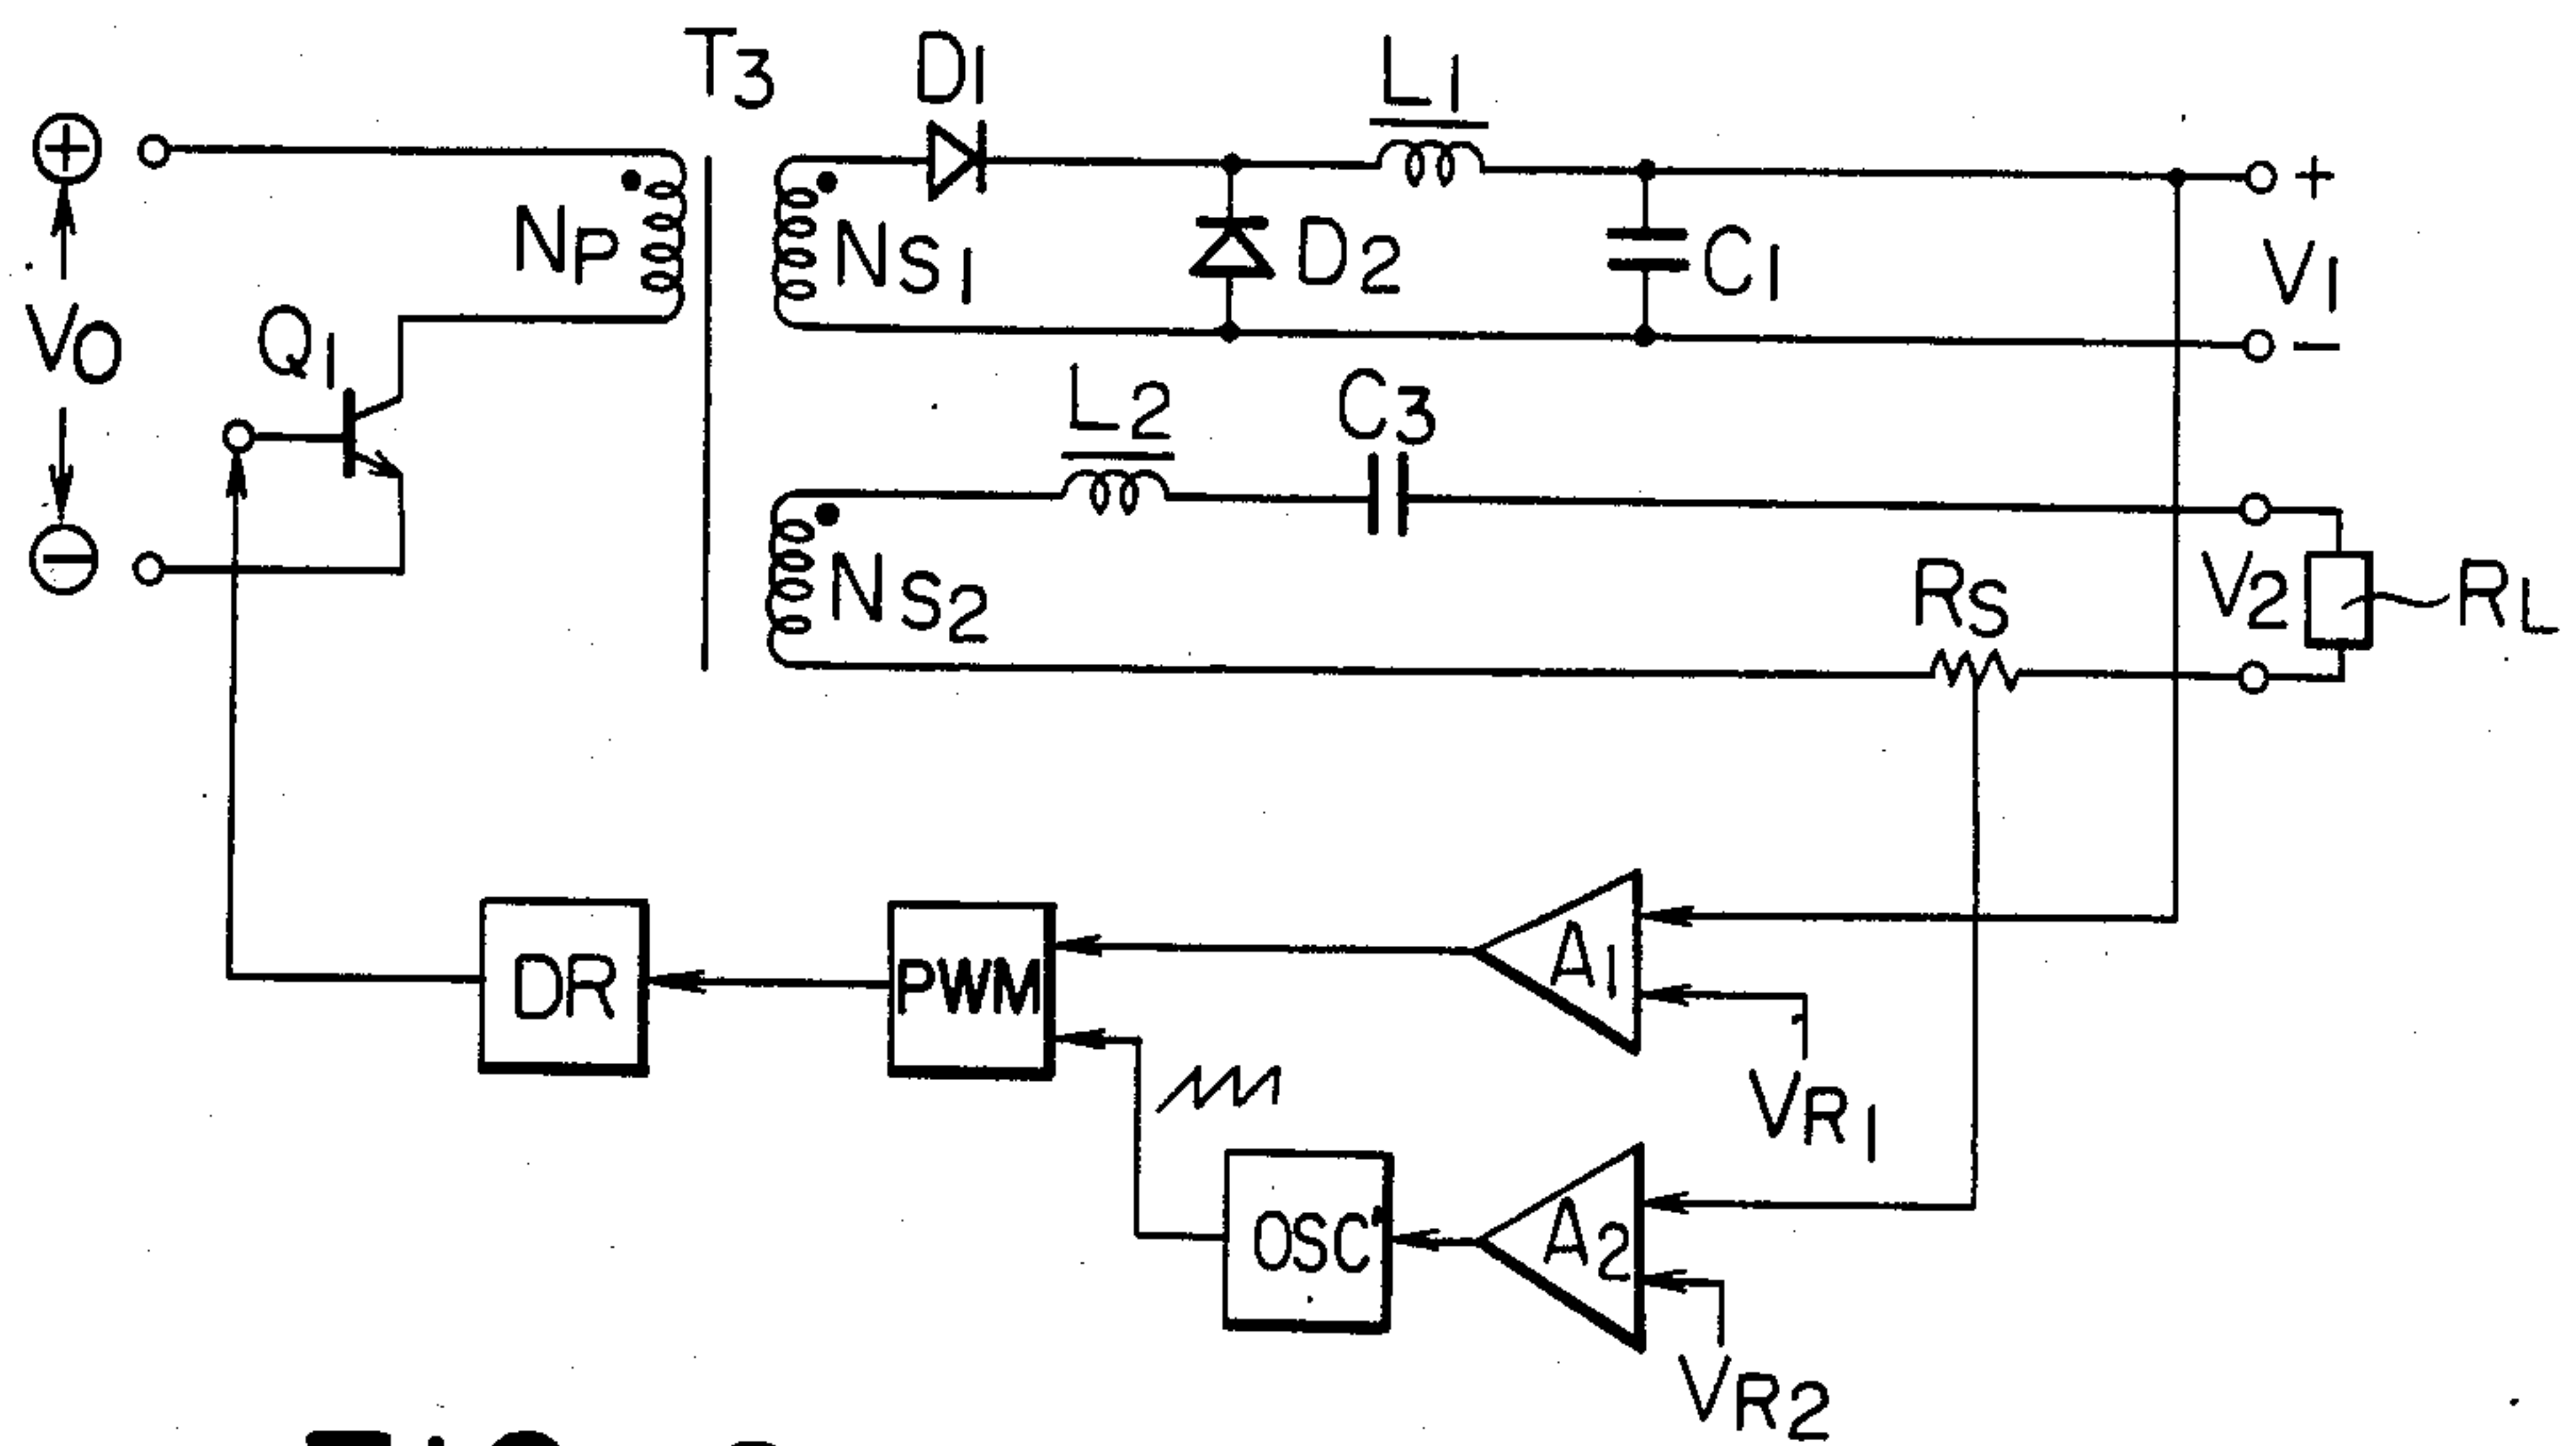 T3
D1
L1
+
+
NP
NS1
D2
C1
V1
VO
Q1
−
L2
C3
−
NS2
RS
V2
RL
DR
PWM
A1
VR1
OSC'
A2
VR2